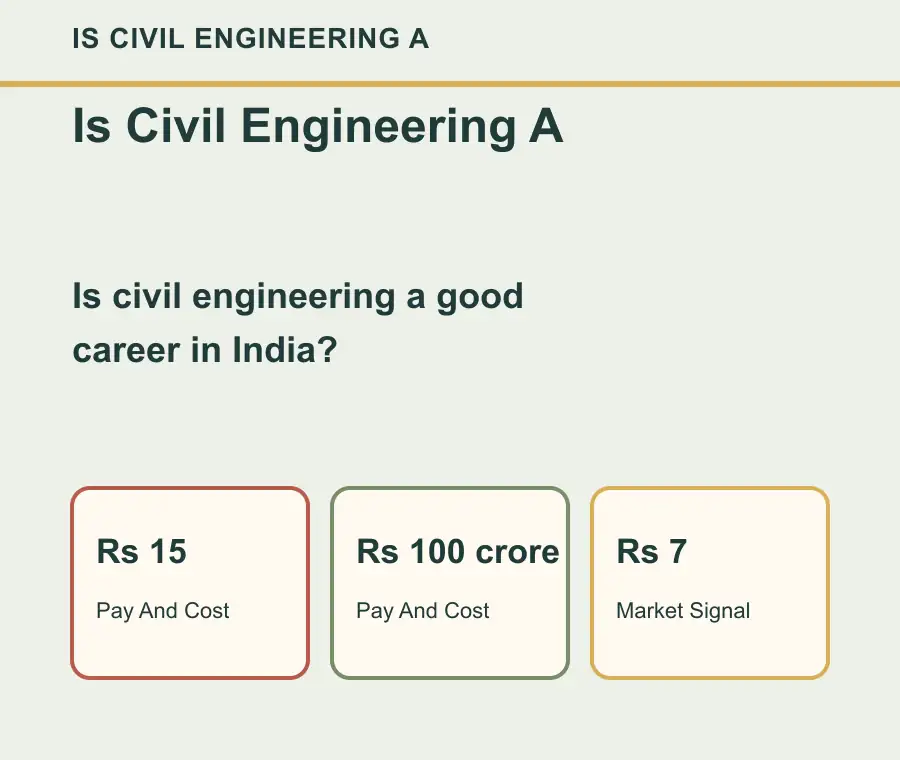 IS CIVIL ENGINEERING A
Is Civil Engineering A
Is civil engineering a good
career in India?
Rs 15
Pay And Cost
Rs 100 crore
Pay And Cost
Rs 7
Market Signal